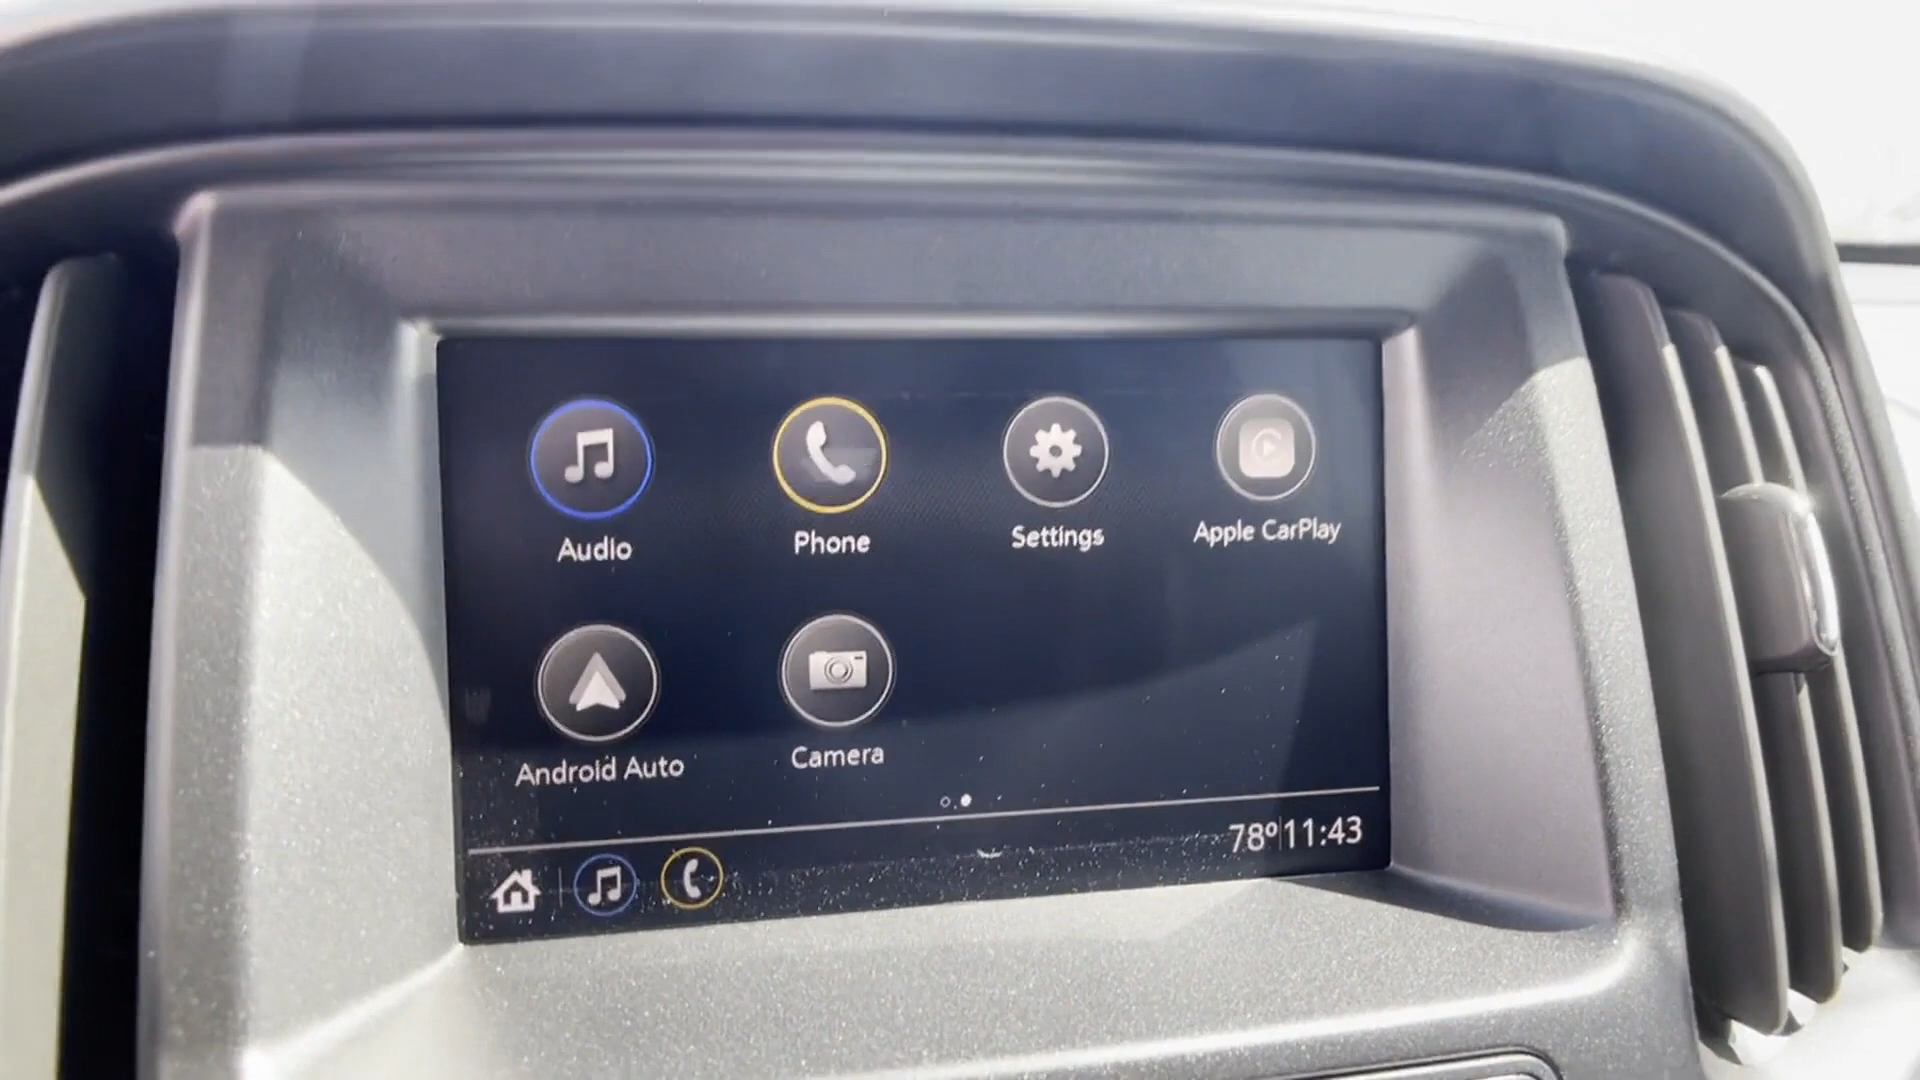 Audio
Phone
Settings
Apple CarPlay
Android Auto
Camera
78° 11:43